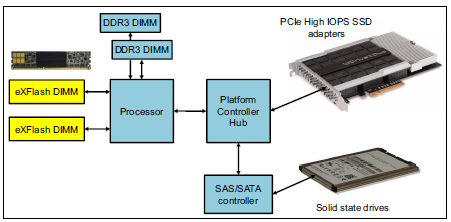 DDR3 DIMM
PCIe High IOPS SSD
adapters
DDR3 DIMM
eXFlash DIMM
eXFlash DIMM
Processor
Platform
Controller
Hub
SAS/SATA
controller
Solid state drives